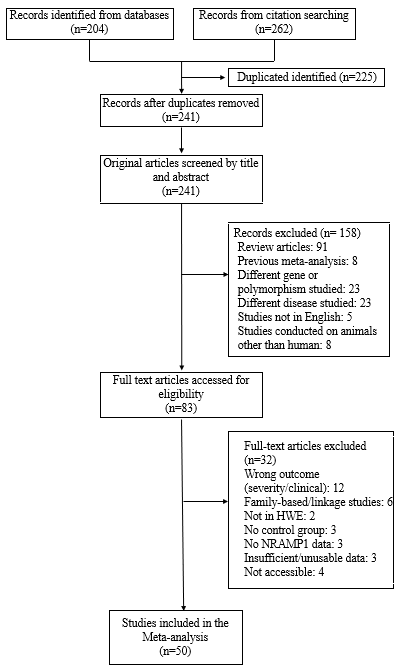 Records identified from databases
(n=204)
Records from citation searching
(n=262)
Duplicated identified (n=225)
Records after duplicates removed
(n=241)
Original articles screened by title
and abstract
(n=241)
Records excluded (n= 158)
Review articles: 91
Previous meta-analysis: 8
Different gene or
polymorphism studied: 23
Different disease studied: 23
Studies not in English: 5
Studies conducted on animals
other than human: 8
Full text articles accessed for
eligibility
(n=83)
Full-text articles excluded
(n=32)
Wrong outcome
(severity/clinical): 12
Family-based/linkage studies: 6
Not in HWE: 2
No control group: 3
No NRAMP1 data: 3
Insufficient/unusable data: 3
Not accessible: 4
Studies included in the
Meta-analysis
(n=50)